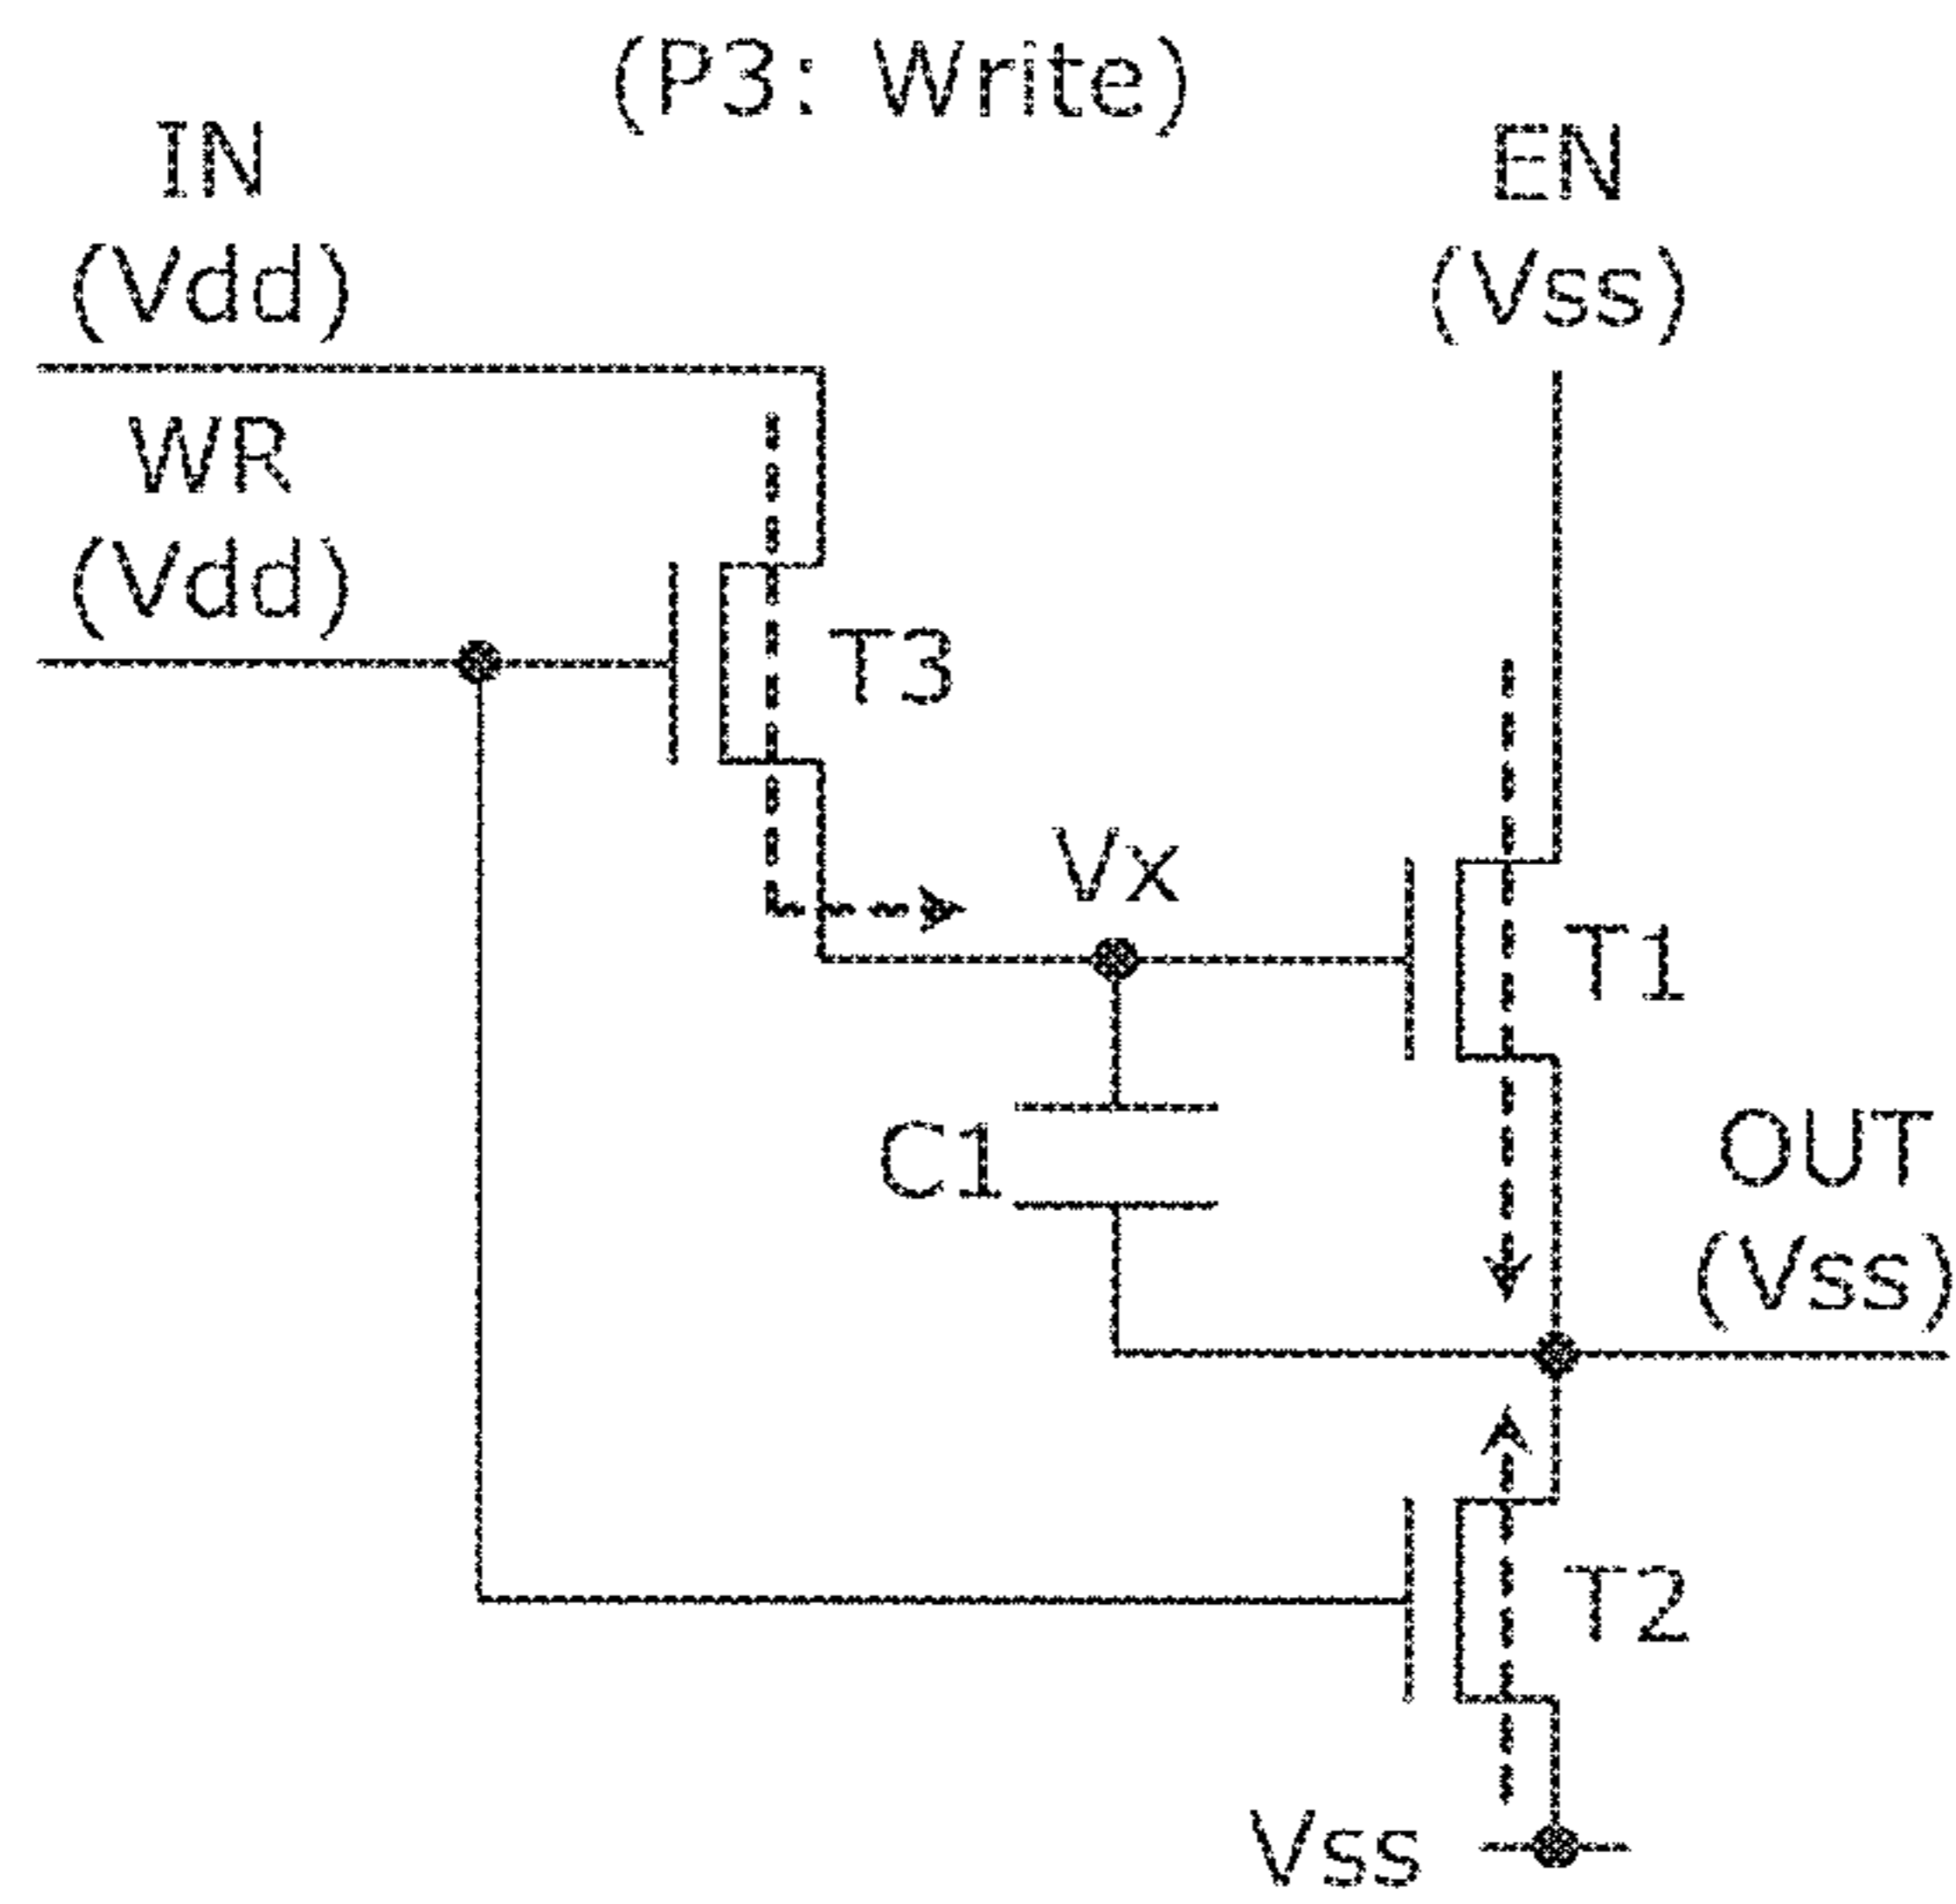 (P3: Write)
IN
(Vdd)
EN
(Vss)
WR
(Vdd)
T3
Vx
T1
C1
OUT
(Vss)
T2
Vss